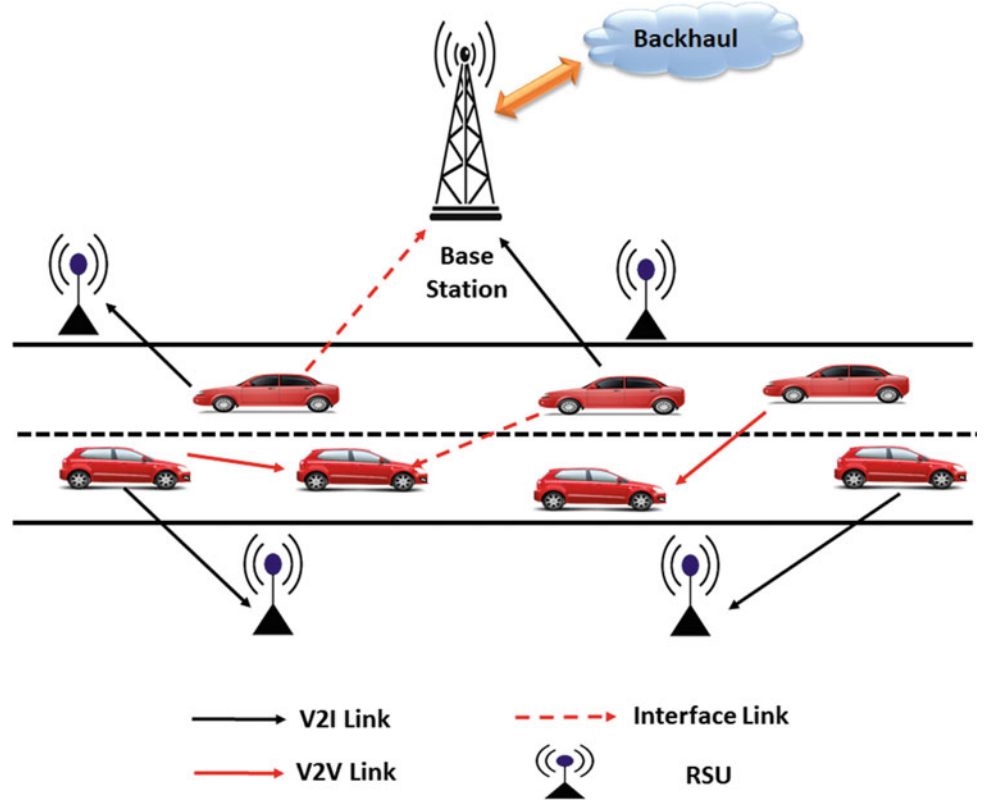 Backhaul
Base
Station
V2I Link
Interface Link
V2V Link
RSU